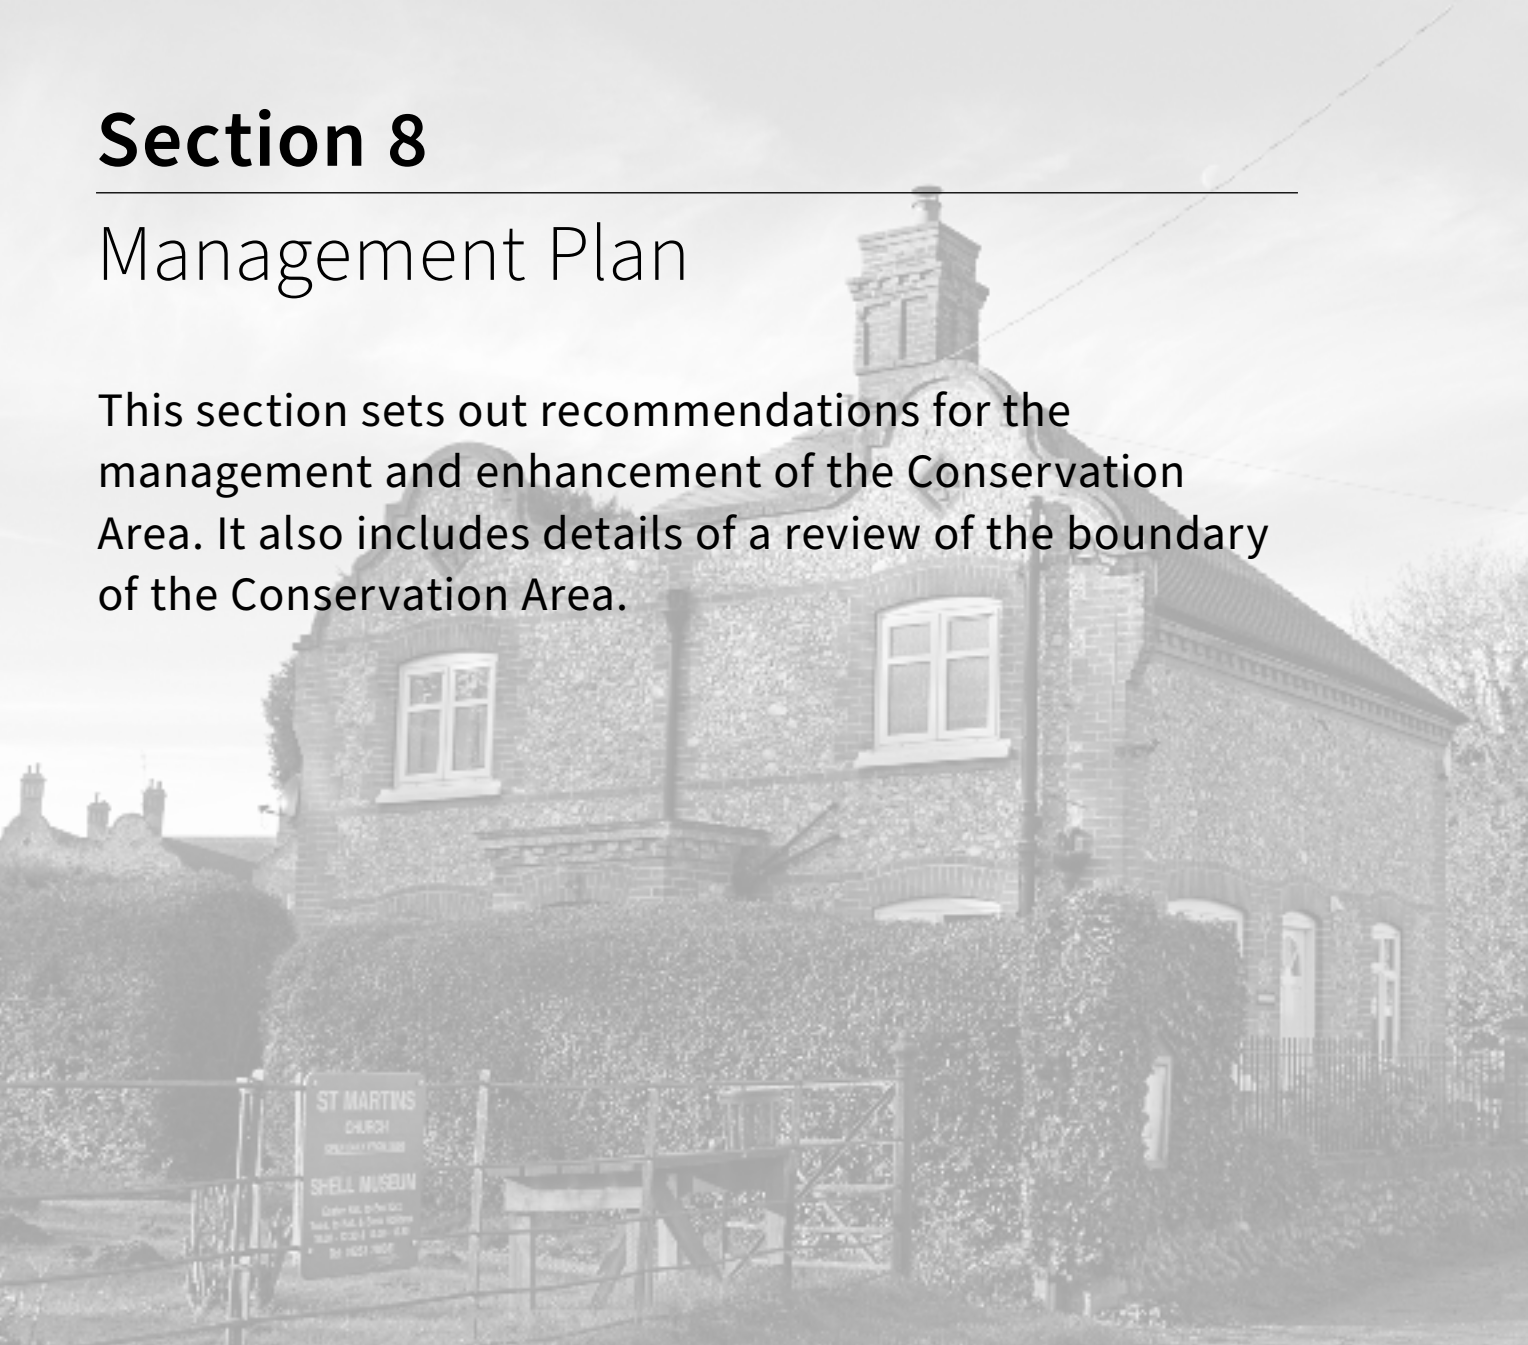 Section 8
Management Plan
This section sets out recommendations for the
management and enhancement of the Conservation
Area. It also includes details of a review of the boundary
of the Conservation Area.
ST MARTINS
CHURCH
SHELL MUSEUM